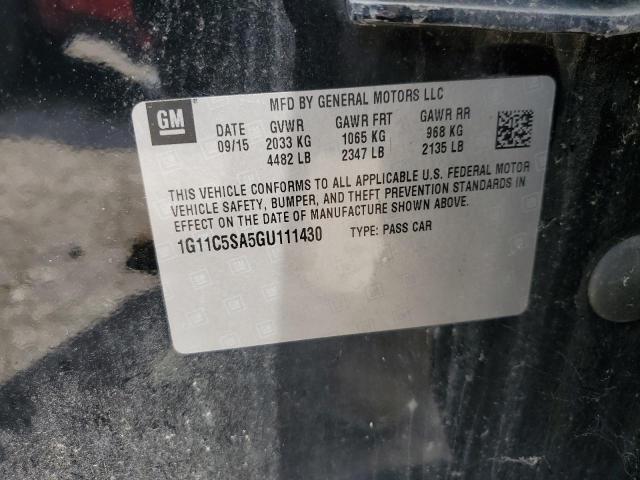 GM
MFD BY GENERAL MOTORS LLC
DATE GVWR GAWR FRT GAWR RR
09/15 2033 KG 1065 KG 968 KG
4482 LB 2347 LB 2135 LB
THIS VEHICLE CONFORMS TO ALL APPLICABLE U.S. FEDERAL MOTOR
VEHICLE SAFETY, BUMPER, AND THEFT PREVENTION STANDARDS IN
EFFECT ON THE DATE OF MANUFACTURE SHOWN ABOVE.
1G11C5SA5GU111430 TYPE: PASS CAR